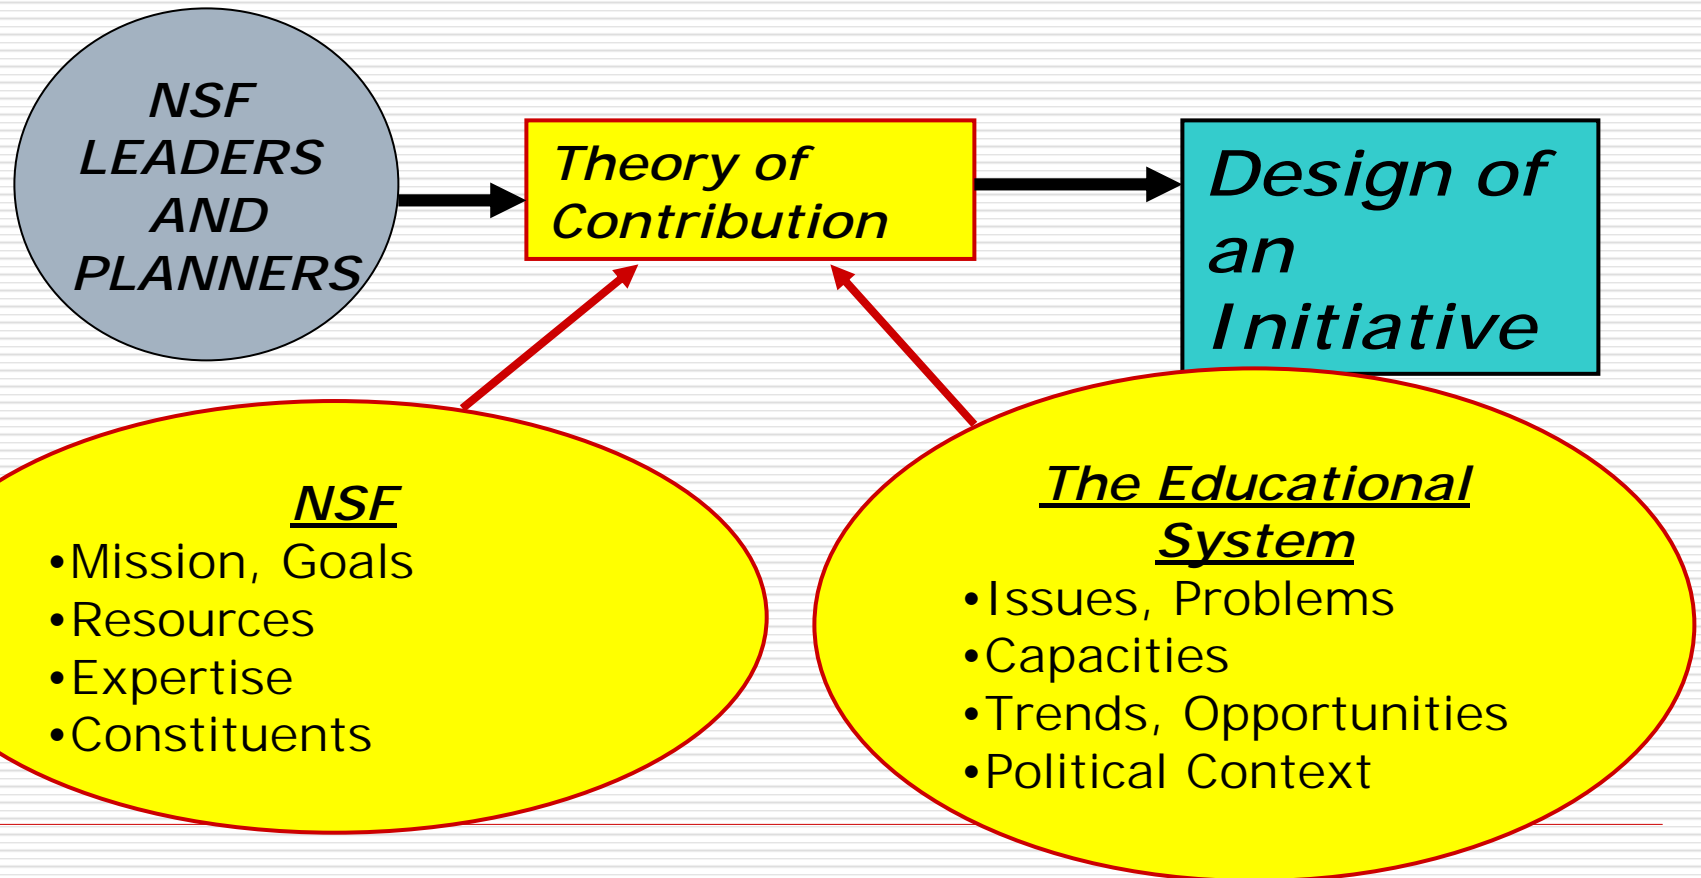 NSF
LEADERS
AND
PLANNERS
Theory of
Contribution
Design of
an
Initiative
NSF
•Mission, Goals
•Resources
•Expertise
•Constituents
The Educational
System
•Issues, Problems
•Capacities
•Trends, Opportunities
•Political Context